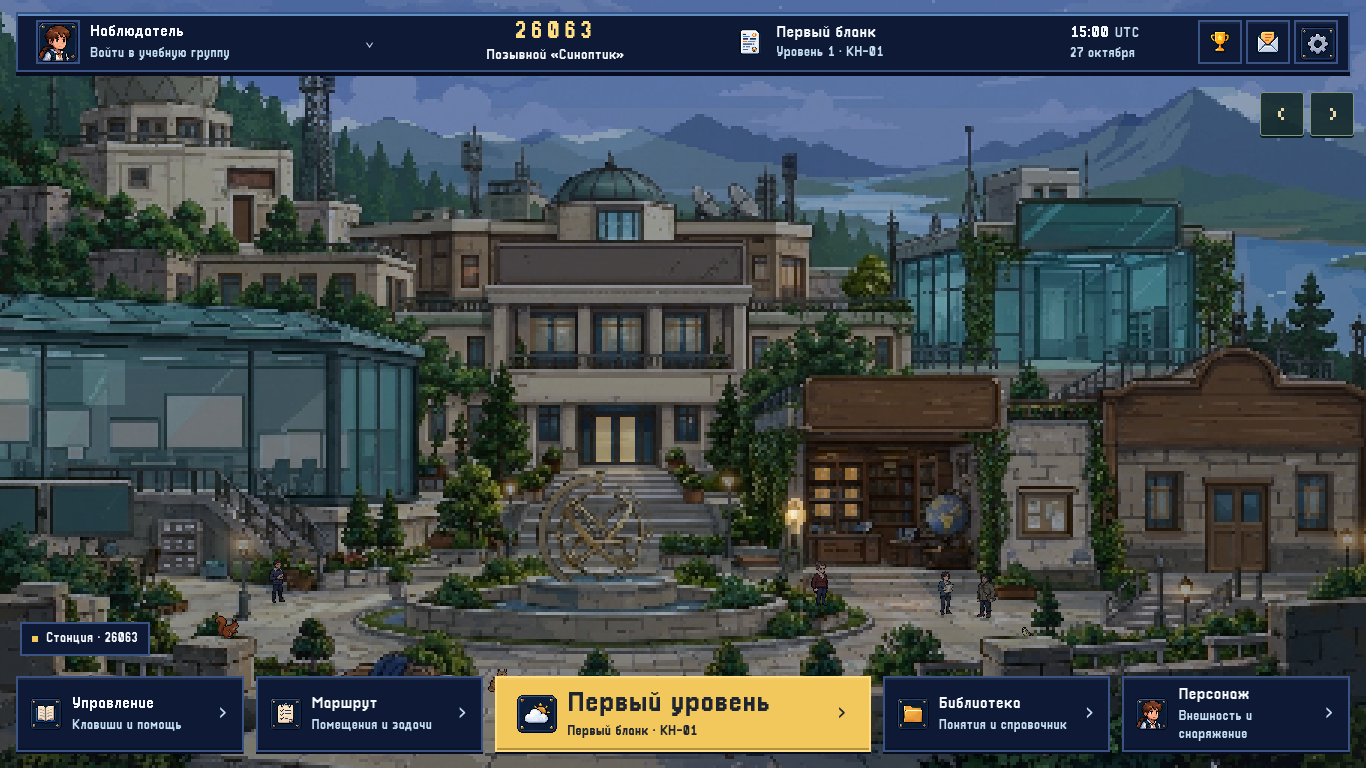 Наблюдатель
Войти в учебную группу
26063
Позывной «Синоптик»
Первый бланк
Уровень 1 · КН-01
15:00 UTC
27 октября
Станция · 26063
Управление
Клавиши и помощь
Маршрут
Помещения и задачи
Первый уровень
Первый бланк · КН-01
Библиотека
Понятия и справочник
Персонаж
Внешность и
снаряжение